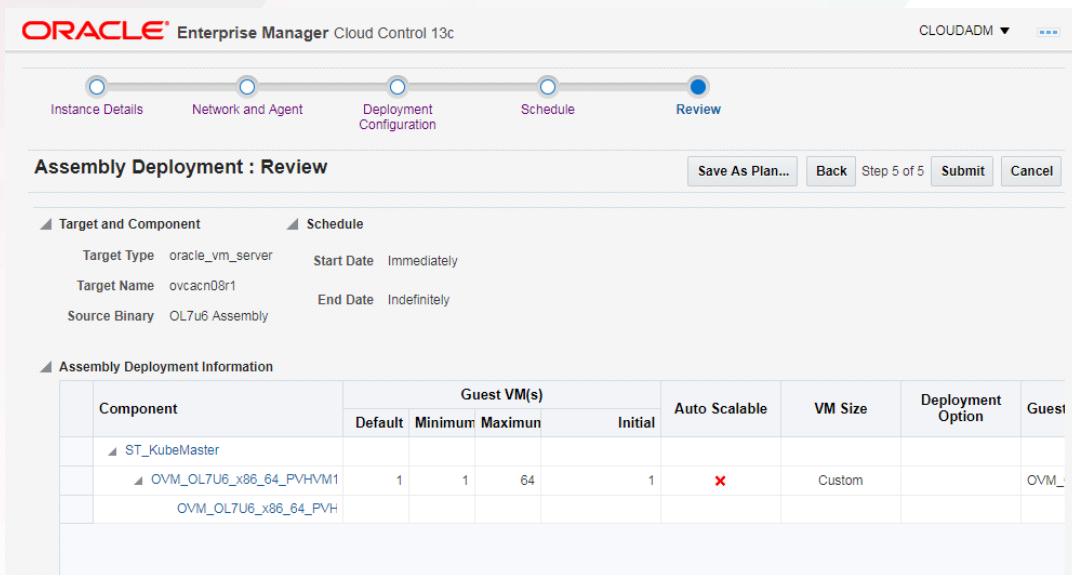 ORACLE® Enterprise Manager Cloud Control 13c CLOUDADM
Instance Details Network and Agent Deployment Configuration Schedule Review
Assembly Deployment : Review Save As Plan... Back Step 5 of 5 Submit Cancel
Target and Component Schedule
Target Type oracle_vm_server Start Date Immediately
Target Name ovcacn08r1 End Date Indefinitely
Source Binary OL7u6 Assembly
Assembly Deployment Information
Component Guest VM(s) Auto Scalable VM Size Deployment Option Guest
Default Minimum Maximun Initial
ST_KubeMaster
OVM_OL7U6_x86_64_PVHVM1 1 1 64 1 Custom OVM_
OVM_OL7U6_x86_64_PVH